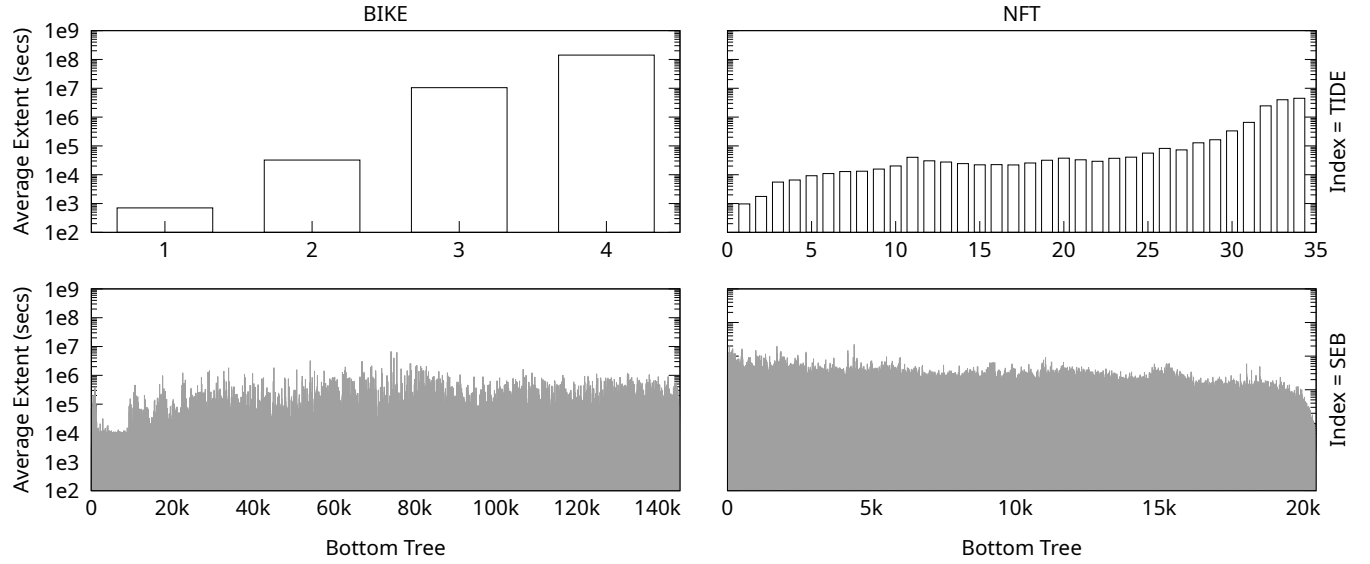 BIKE
NFT
Average Extent (secs)
1e9
1e8
1e7
1e6
1e5
1e4
1e3
1e2
1 2 3 4
0 5 10 15 20 25 30 35
Index = TIDE
Average Extent (secs)
1e9
1e8
1e7
1e6
1e5
1e4
1e3
1e2
0 20k 40k 60k 80k 100k 120k 140k
0 5k 10k 15k 20k
Index = SEB
Bottom Tree
Bottom Tree